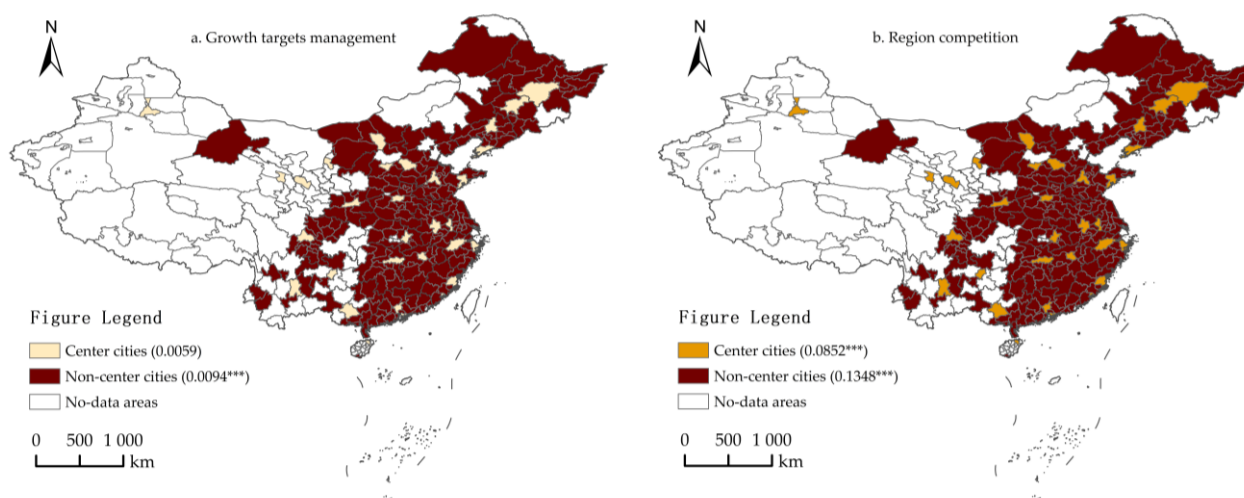 N
a. Growth targets management
Figure Legend
Center cities (0.0059)
Non-center cities (0.0094***)
No-data areas
0 500 1 000
km
N
b. Region competition
Figure Legend
Center cities (0.0852***)
Non-center cities (0.1348***)
No-data areas
0 500 1 000
km